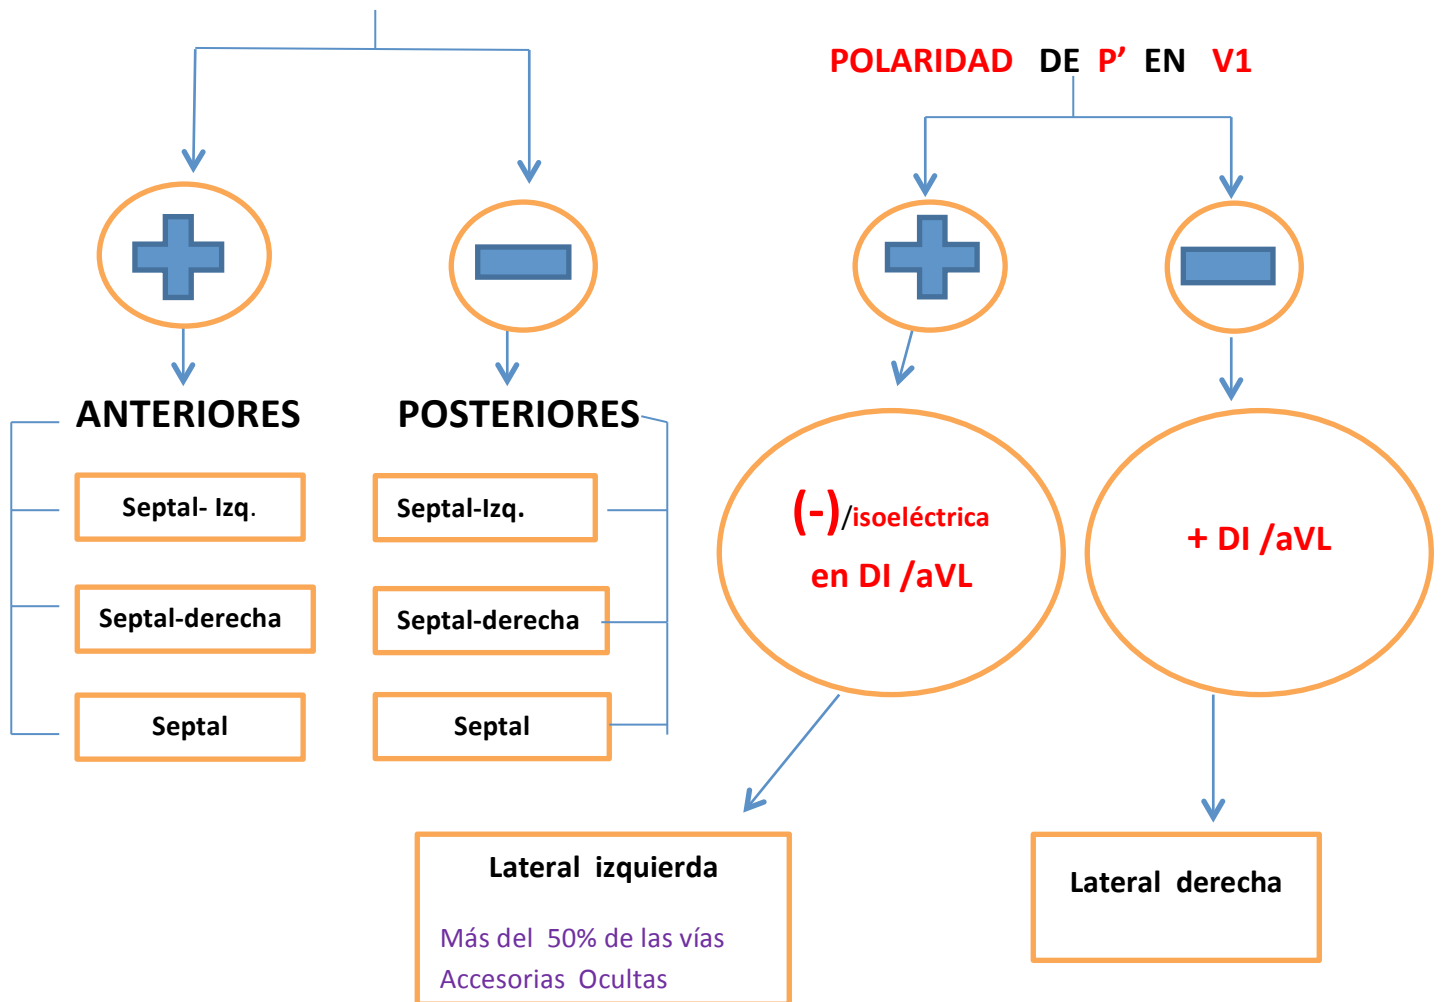 POLARIDAD DE P’ EN V1
ANTERIORES
POSTERIORES
Septal- Izq.
Septal-Izq.
Septal-derecha
Septal-derecha
Septal
Septal
(-)/isoeléctrica
en DI /aVL
+ DI /aVL
Lateral izquierda
Más del 50% de las vías
Accesorias Ocultas
Lateral derecha